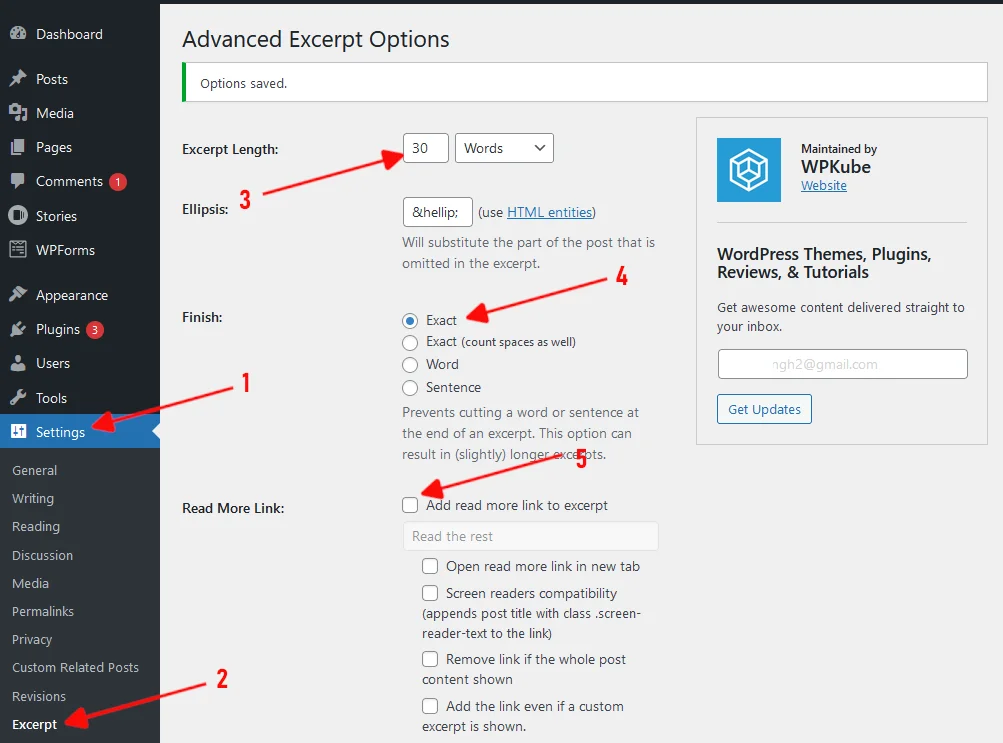 Dashboard
Posts
Media
Pages
Comments 1
Stories
WPForms
Appearance
Plugins 3
Users
Tools
Settings
General
Writing
Reading
Discussion
Media
Permalinks
Privacy
Custom Related Posts
Revisions
Excerpt
1
2
Advanced Excerpt Options
Options saved.
Excerpt Length:
30
Words
3
Ellipsis:
&hellip;
(use HTML entities)
Will substitute the part of the post that is
omitted in the excerpt.
4
Finish:
Exact
Exact (count spaces as well)
Word
Sentence
Prevents cutting a word or sentence at
the end of an excerpt. This option can
result in (slightly) longer excerpts.
5
Read More Link:
Add read more link to excerpt
Read the rest
Open read more link in new tab
Screen readers compatibility
(appends post title with class .screen-
reader-text to the link)
Remove link if the whole post
content shown
Add the link even if a custom
excerpt is shown.
Maintained by
WPKube
Website
WordPress Themes, Plugins,
Reviews, & Tutorials
Get awesome content delivered straight to
your inbox.
ngh2@gmail.com
Get Updates